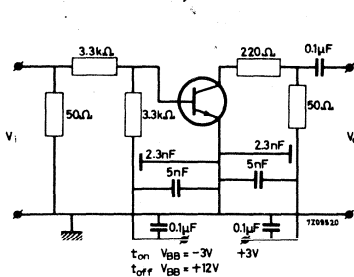 3.3kΩ
220Ω
0.1µF
50Ω
3.3kΩ
50Ω
Vi
2.3nF
2.3nF
5nF
5nF
0.1µF
0.1µF
7Z09520
ton VBB = -3V
+3V
toff VBB = +12V